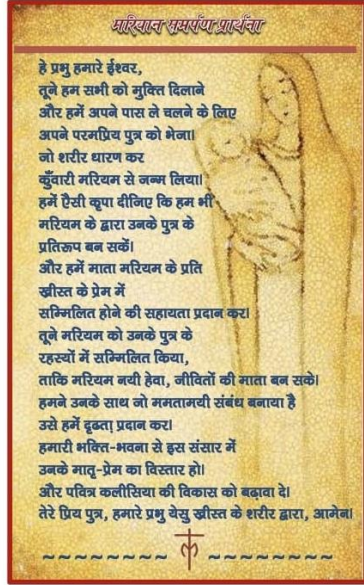 मरियान समर्पण प्रार्थना
हे प्रभु हमारे ईश्वर,
तूने हम सभी को मुक्ति दिलाने
और हमें अपने पास ले चलने के लिए
अपने परमप्रिय पुत्र को भेजा।
जो शरीर धारण कर
कुँवारी मरियम से जन्म लिया।
हमें ऐसी कृपा दीजिए कि हम भी
मरियम के द्वारा उनके पुत्र के
प्रतिरूप बन सकें।
और हमें माता मरियम के प्रति
ख्रीस्त के प्रेम में
सम्मिलित होने की सहायता प्रदान कर।
तूने मरियम को उनके पुत्र के
रहस्यों में सम्मिलित किया,
ताकि मरियम नयी हेवा, जीवितों की माता बन सके।
हमने उनके साथ जो ममतामयी संबंध बनाया है
उसे हमें दृढता प्रदान कर।
हमारी भक्ति-भवना से इस संसार में
उनके मातृ-प्रेम का विस्तार हो।
और पवित्र कलीसिया की विकास को बढ़ावा दे।
तेरे प्रिय पुत्र, हमारे प्रभु येसु ख्रीस्त के शरीर द्वारा, आमेन।